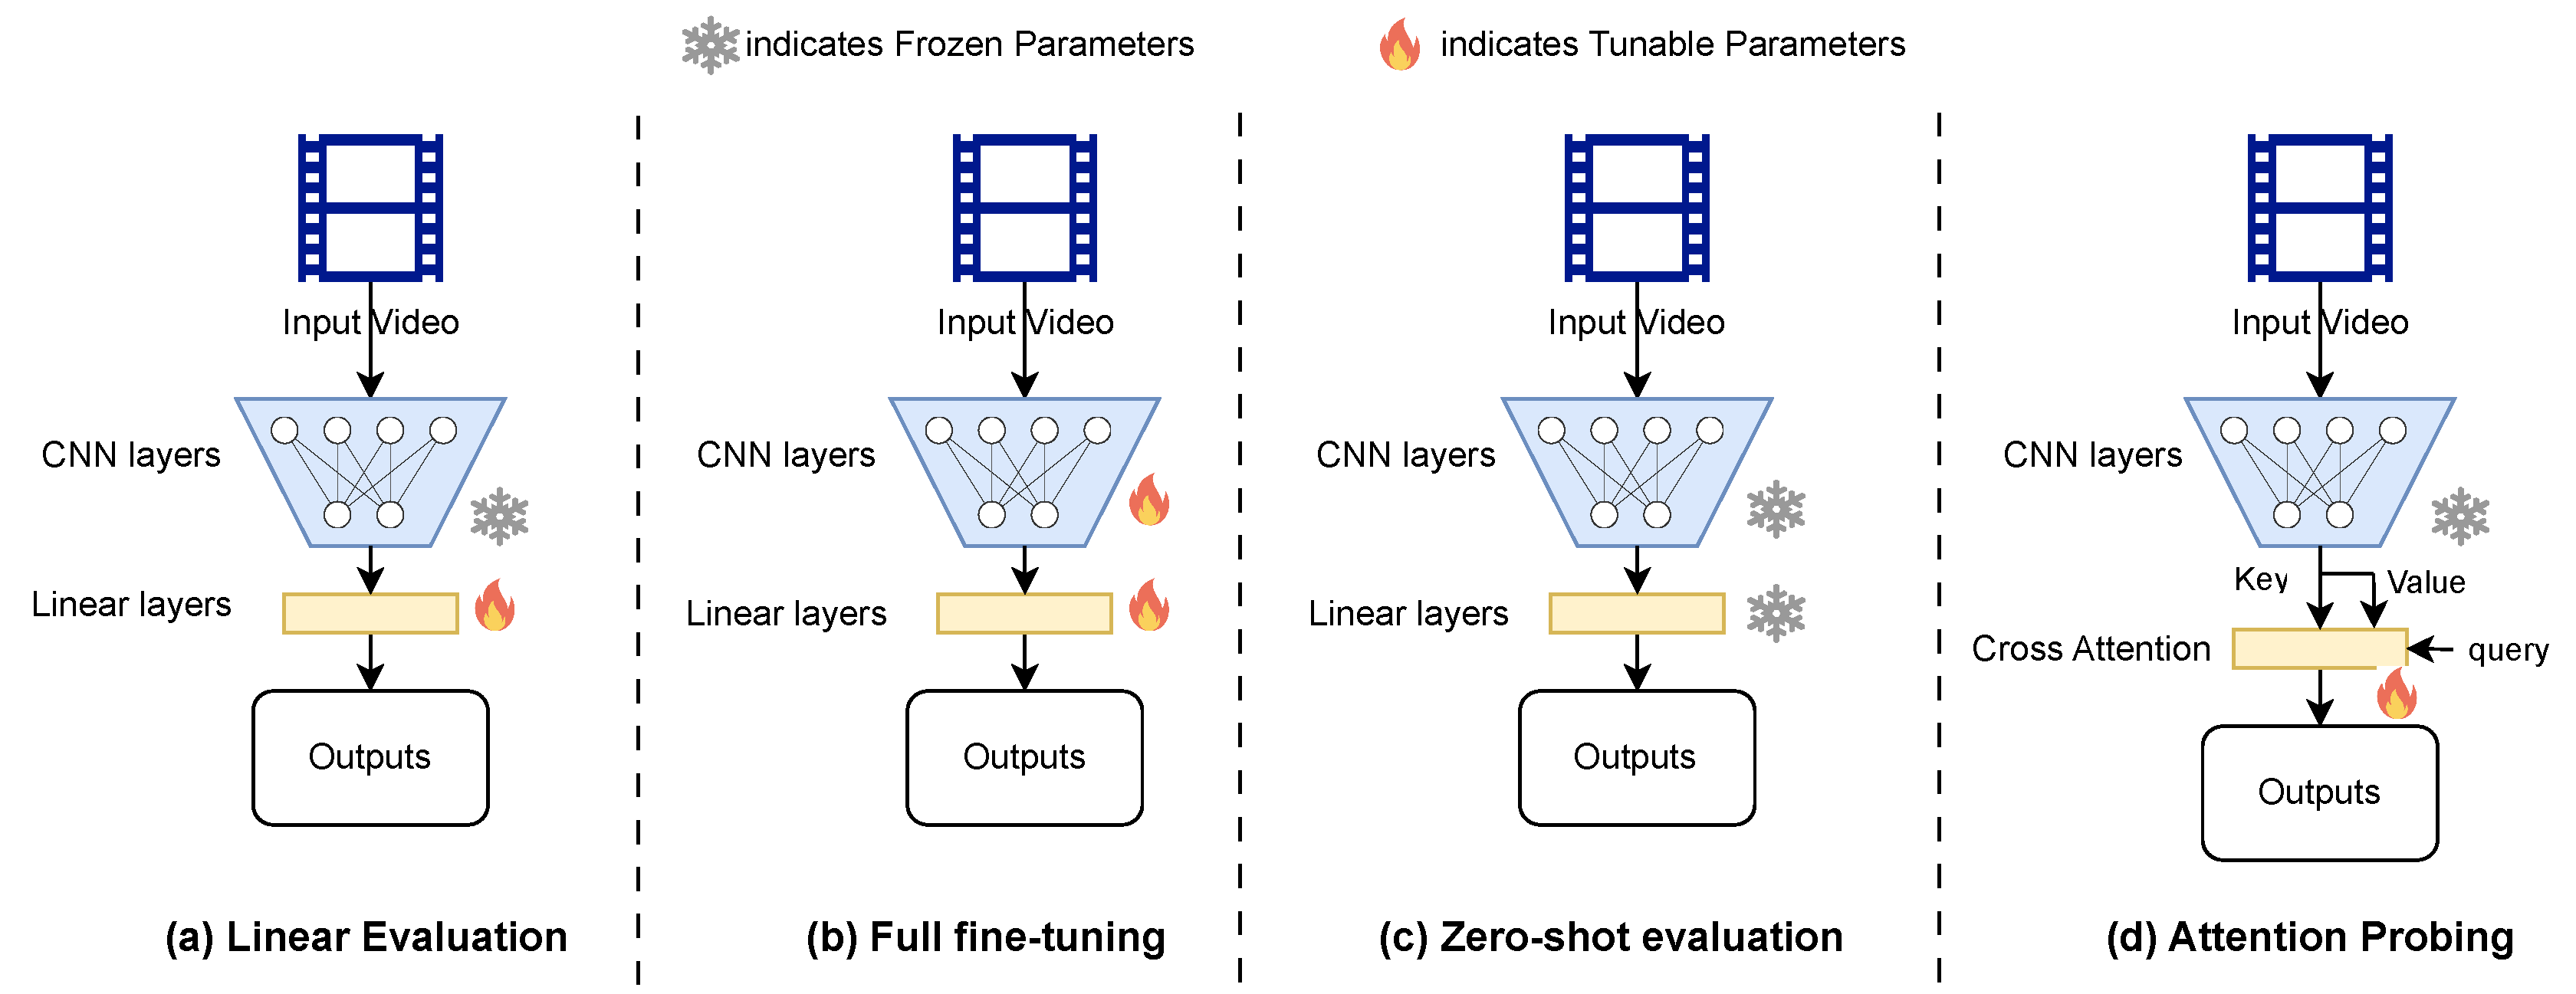 indicates Frozen Parameters
indicates Tunable Parameters
Input Video
CNN layers
Linear layers
Outputs
(a) Linear Evaluation
Input Video
CNN layers
Linear layers
Outputs
(b) Full fine-tuning
Input Video
CNN layers
Linear layers
Outputs
(c) Zero-shot evaluation
Input Video
CNN layers
Key
Value
Cross Attention
query
Outputs
(d) Attention Probing